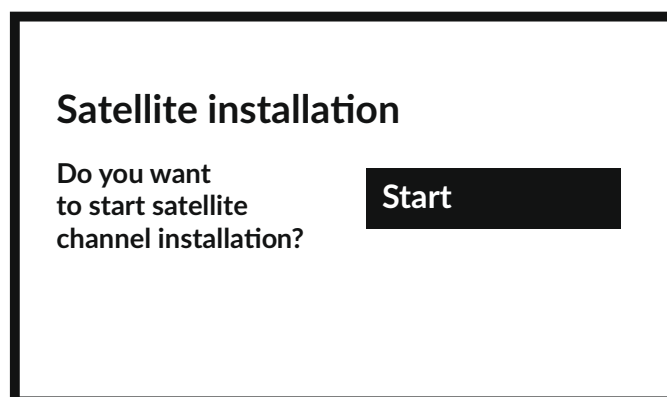 Satellite installation
Do you want
to start satellite
channel installation?
Start